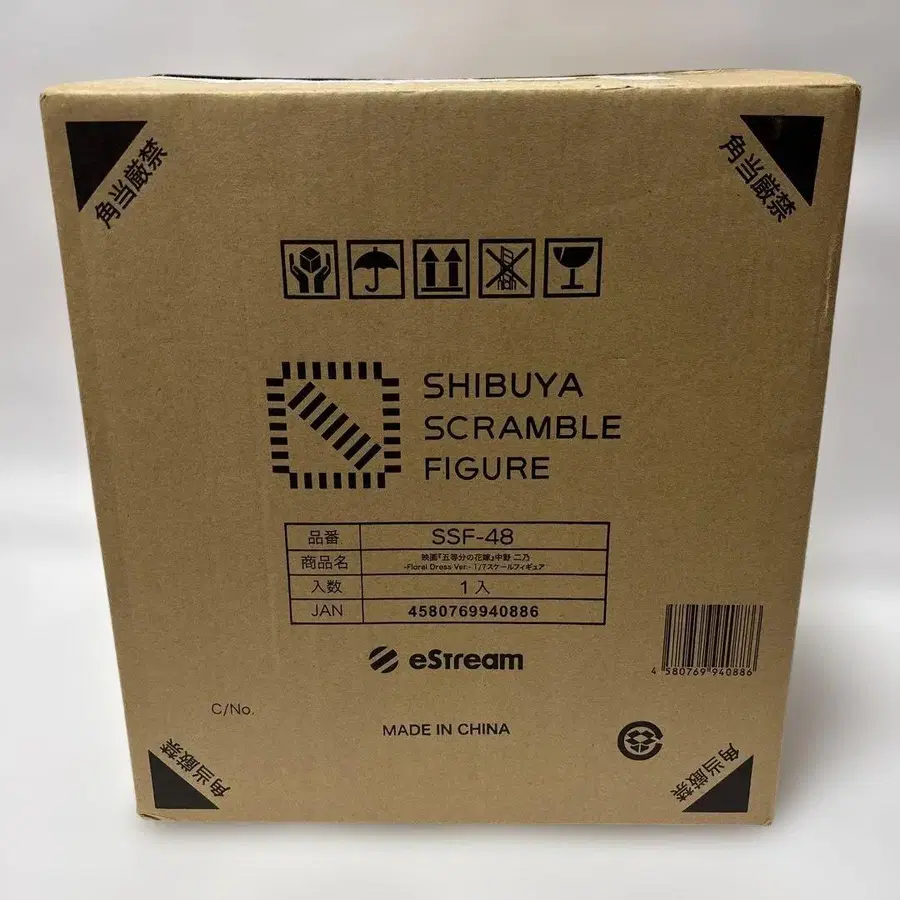 角当厳禁
角当厳禁
SHIBUYA
SCRAMBLE
FIGURE
品番 SSF-48
商品名 映画『五等分の花嫁』中野 二乃
-Floral Dress Ver.- 1/7スケールフィギュア
入数 1入
JAN 4580769940886
eStream
4 580769 940886
C/No.
MADE IN CHINA
角当厳禁
角当厳禁